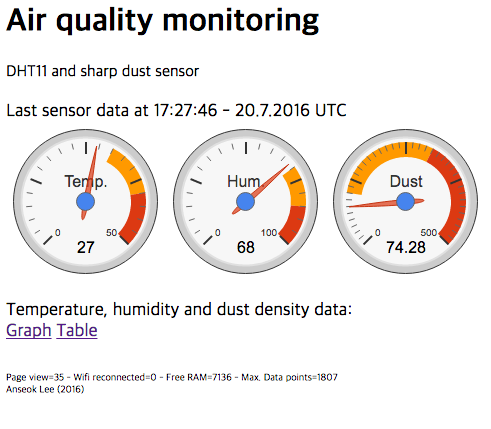 Air quality monitoring
DHT11 and sharp dust sensor
Last sensor data at 17:27:46 - 20.7.2016 UTC
Temp.
0
50
27
Hum
0
100
68
Dust
0
500
74.28
Temperature, humidity and dust density data:
Graph Table
Page view=35 - Wifi reconnected=0 - Free RAM=7136 - Max. Data points=1807
Anseok Lee (2016)